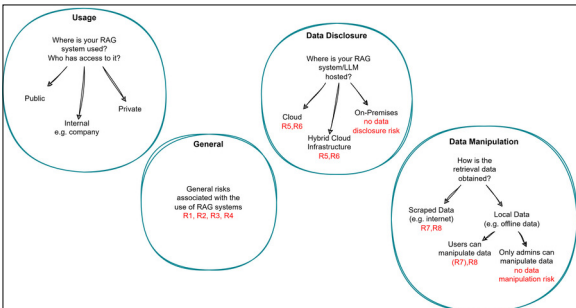 Usage
Where is your RAG
system used?
Who has access to it?
Public
Internal
e.g. company
Private
General
General risks
associated with the
use of RAG systems
R1, R2, R3, R4
Data Disclosure
Where is your RAG
system/LLM
hosted?
Cloud
R5,R6
Hybrid Cloud
Infrastructure
R5,R6
On-Premises
no data
disclosure risk
Data Manipulation
How is the
retrieval data
obtained?
Scraped Data
(e.g. internet)
R7,R8
Local Data
(e.g. offline data)
Users can
manipulate data
(R7),R8
Only admins can
manipulate data
no data
manipulation risk